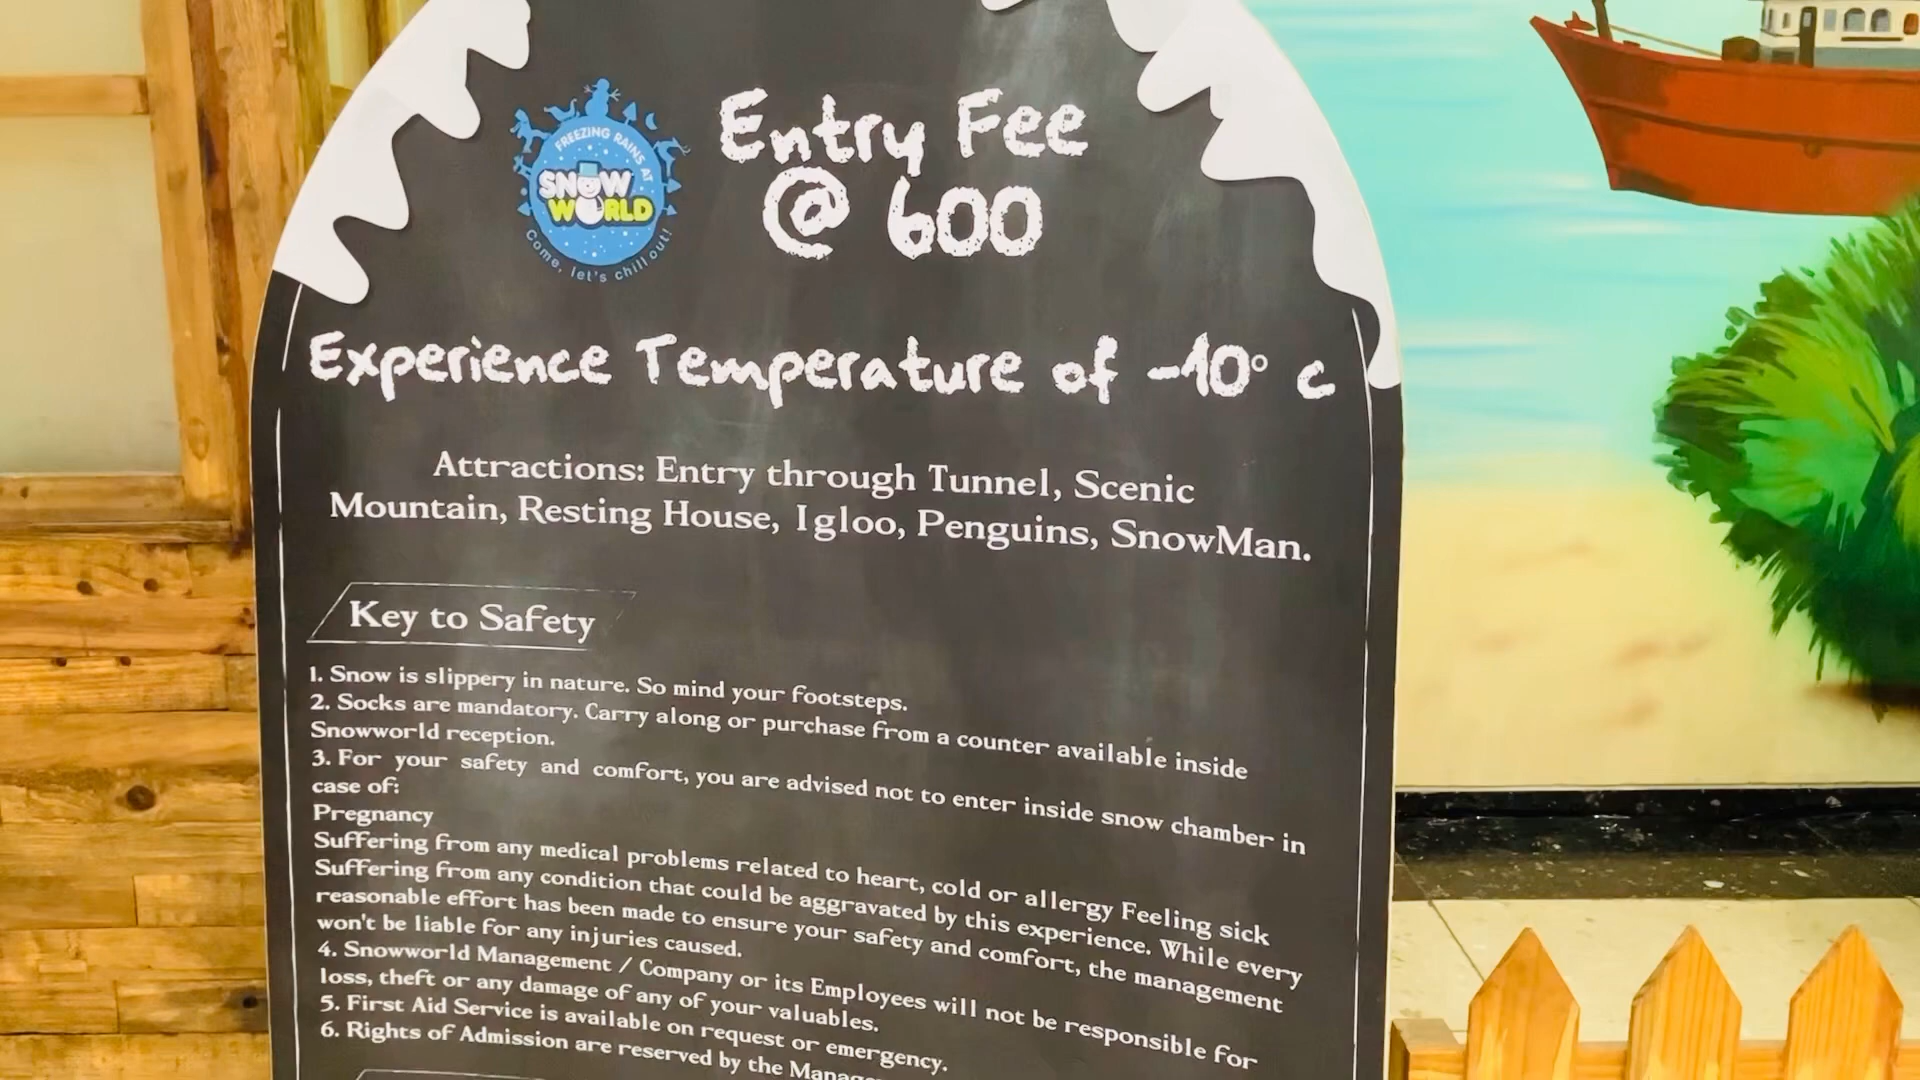 FREEZING RAINS AT
SNOW
WORLD
Come, let's chill out!
Entry Fee
@ 600
Experience Temperature of -10° c
Attractions: Entry through Tunnel, Scenic
Mountain, Resting House, Igloo, Penguins, SnowMan.
Key to Safety
1. Snow is slippery in nature. So mind your footsteps.
2. Socks are mandatory. Carry along or purchase from a counter available inside
Snowworld reception.
3. For your safety and comfort, you are advised not to enter inside snow chamber in
case of:
Pregnancy
Suffering from any medical problems related to heart, cold or allergy Feeling sick
Suffering from any condition that could be aggravated by this experience. While every
reasonable effort has been made to ensure your safety and comfort, the management
won't be liable for any injuries caused.
4. Snowworld Management / Company or its Employees will not be responsible for
loss, theft or any damage of any of your valuables.
5. First Aid Service is available on request or emergency.
6. Rights of Admission are reserved by the